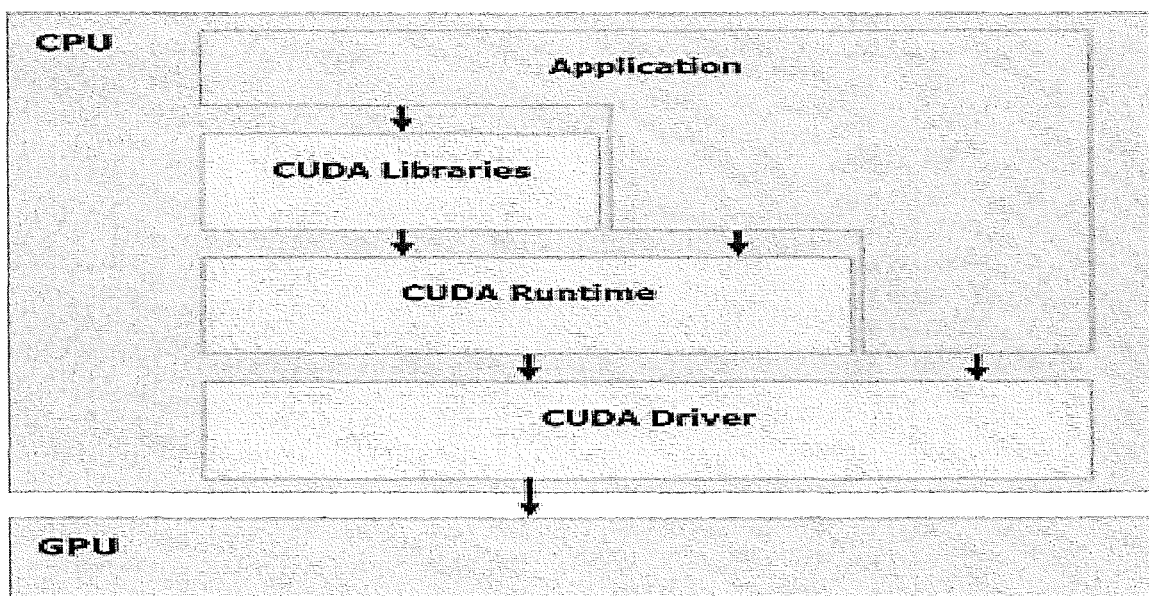 CPU
Application
CUDA Libraries
CUDA Runtime
CUDA Driver
GPU